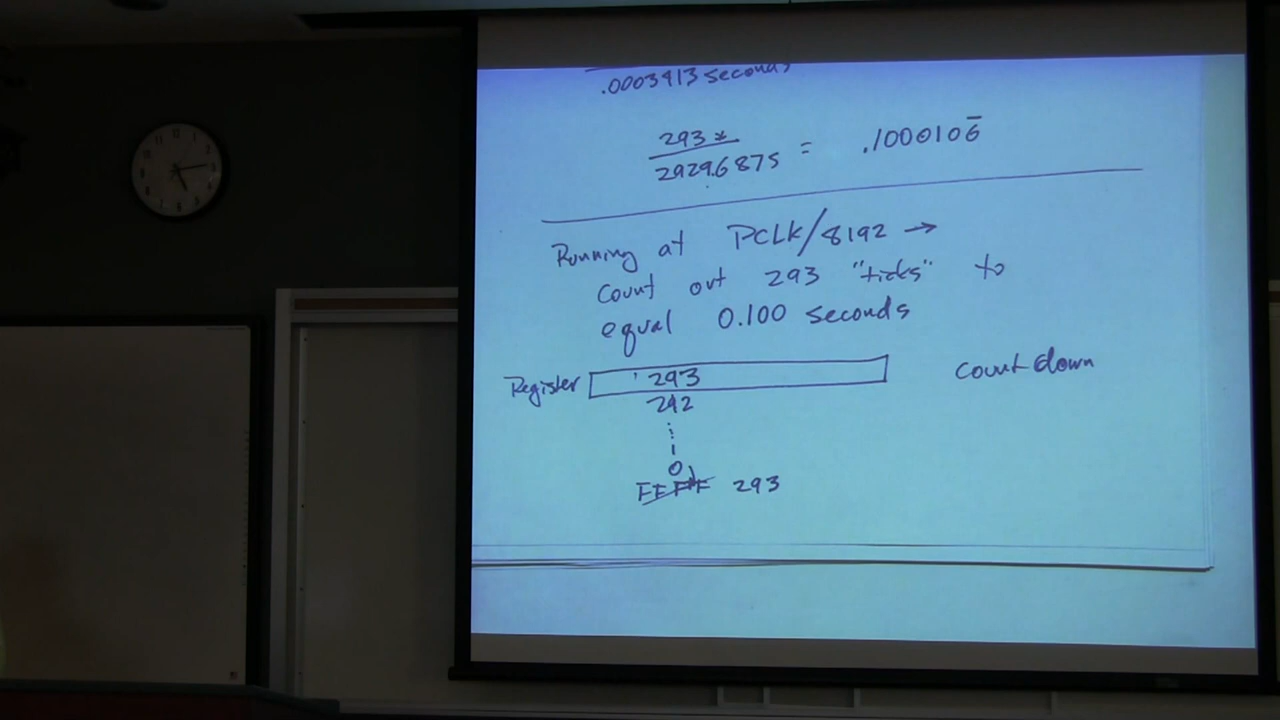 .0003413 seconds
293*
2929.6875 = .1000106̅
Running at PCLK/8192 →
Count out 293 "ticks" to
equal 0.100 seconds
Register 293 count down
292
0
FFFF 293